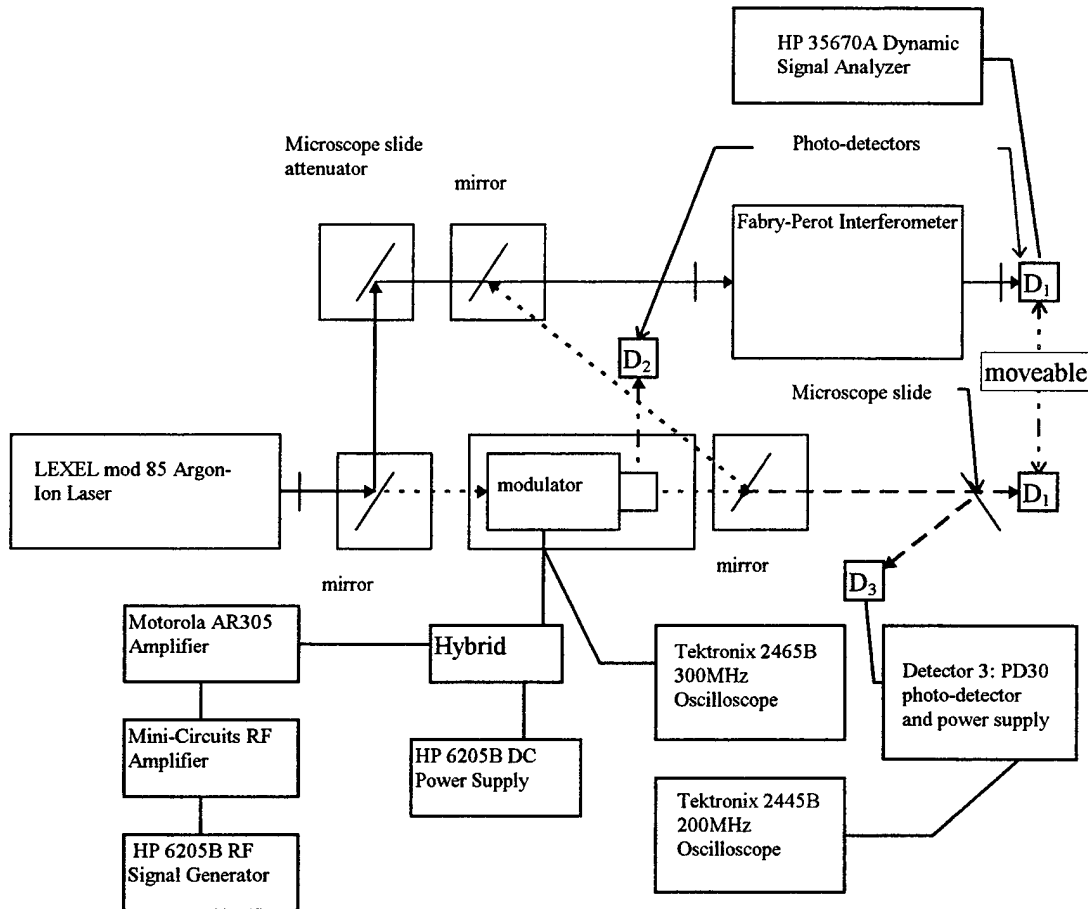 HP 35670A Dynamic
Signal Analyzer
Microscope slide
attenuator
Photo-detectors
mirror
Fabry-Perot Interferometer
D1
D2
moveable
Microscope slide
LEXEL mod 85 Argon-
Ion Laser
modulator
D1
mirror
mirror
D3
Motorola AR305
Amplifier
Hybrid
Tektronix 2465B
300MHz
Oscilloscope
Detector 3: PD30
photo-detector
and power supply
Mini-Circuits RF
Amplifier
HP 6205B DC
Power Supply
Tektronix 2445B
200MHz
Oscilloscope
HP 6205B RF
Signal Generator